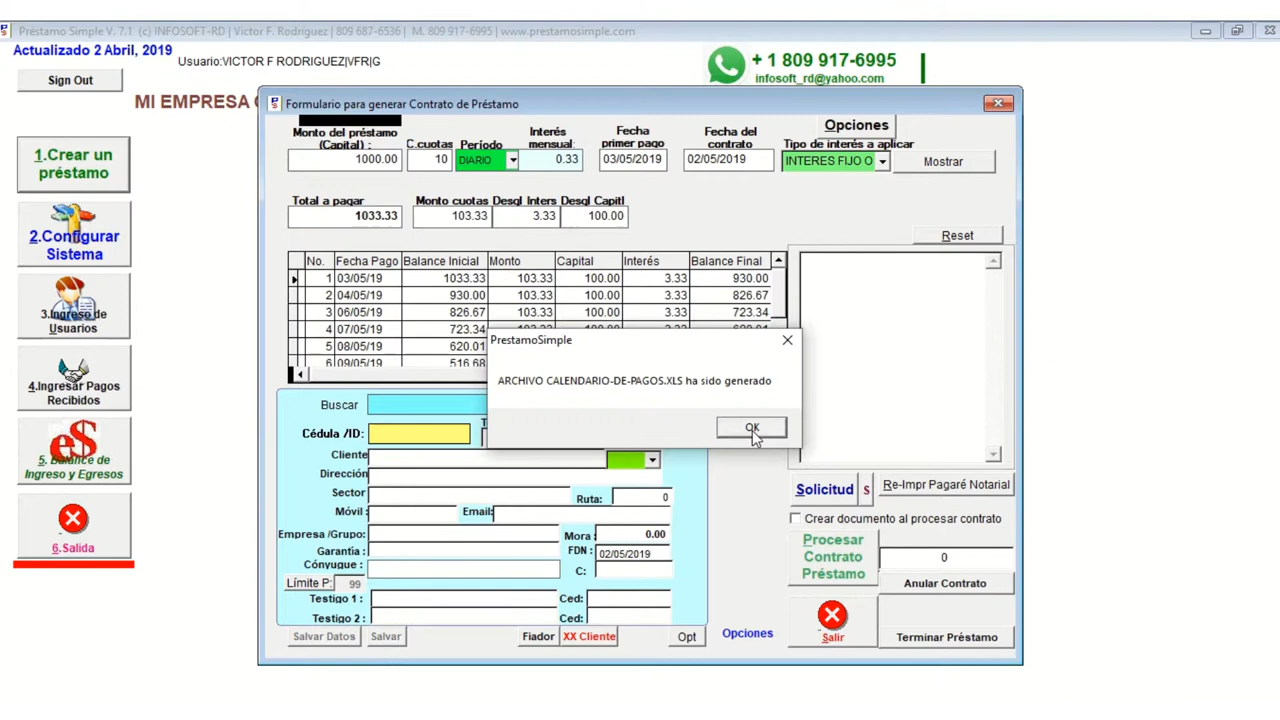 Préstamo Simple V. 7.1 (c) INFOSOFT-RD | Victor F. Rodriguez | 809 687-6536 | M. 809 917-6995 | www.prestamosimple.com
Actualizado 2 Abril, 2019
Usuario:VICTOR F RODRIGUEZ|VFR|G
+ 1 809 917-6995
infosoft_rd@yahoo.com
Sign Out
MI EMPRESA
Formulario para generar Contrato de Préstamo
Monto del préstamo
(Capital) :
C.cuotas
Período
Interés
mensual:
Fecha
primer pago
Fecha del
contrato
Opciones
Tipo de interés a aplicar
1000.00
10
DIARIO
0.33
03/05/2019
02/05/2019
INTERES FIJO O
Mostrar
1.Crear un
préstamo
Total a pagar
Monto cuotas
Desgl Inters
Desgl Capitl
1033.33
103.33
3.33
100.00
2.Configurar
Sistema
Reset
No. Fecha Pago Balance Inicial Monto Capital Interés Balance Final
1 03/05/19 1033.33 103.33 100.00 3.33 930.00
2 04/05/19 930.00 103.33 100.00 3.33 826.67
3 06/05/19 826.67 103.33 100.00 3.33 723.34
4 07/05/19 723.34
5 08/05/19 620.01
6 09/05/19 516.68
3.Ingreso de
Usuarios
PrestamoSimple
ARCHIVO CALENDARIO-DE-PAGOS.XLS ha sido generado
OK
4.Ingresar Pagos
Recibidos
5. Balance de
Ingreso y Egresos
6.Salida
Buscar
Cédula /ID:
Cliente
Dirección
Sector
Ruta: 0
Móvil :
Email:
Empresa /Grupo:
Mora : 0.00
Garantía :
FDN : 02/05/2019
Cónyugue :
C:
Límite P: 99
Testigo 1 :
Ced:
Testigo 2 :
Ced:
Salvar Datos
Salvar
Fiador
XX Cliente
Opt
Opciones
Solicitud
S
Re-Impr Pagaré Notarial
Crear documento al procesar contrato
Procesar
Contrato
Préstamo
0
Anular Contrato
Salir
Terminar Préstamo